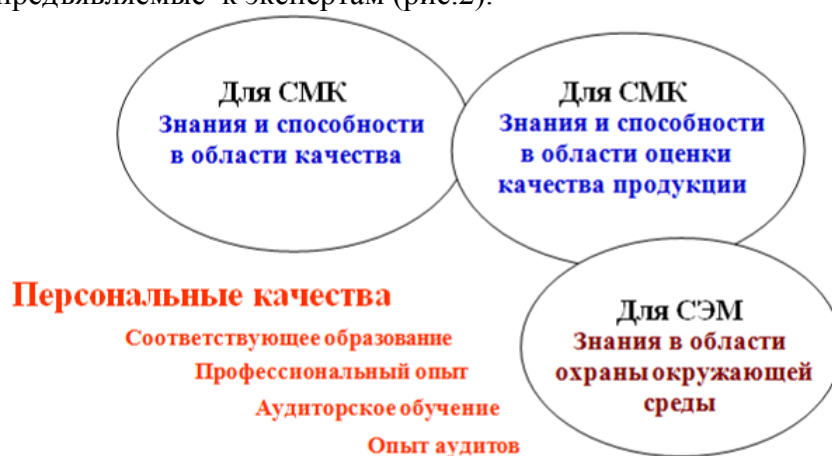 предъявляемые к экспертам (рис.2).
Для СМК
Знания и способности
в области качества
Для СМК
Знания и способности
в области оценки
качества продукции
Персональные качества
Соответствующее образование
Профессиональный опыт
Аудиторское обучение
Опыт аудитов
Для СЭМ
Знания в области
охраны окружающей
среды